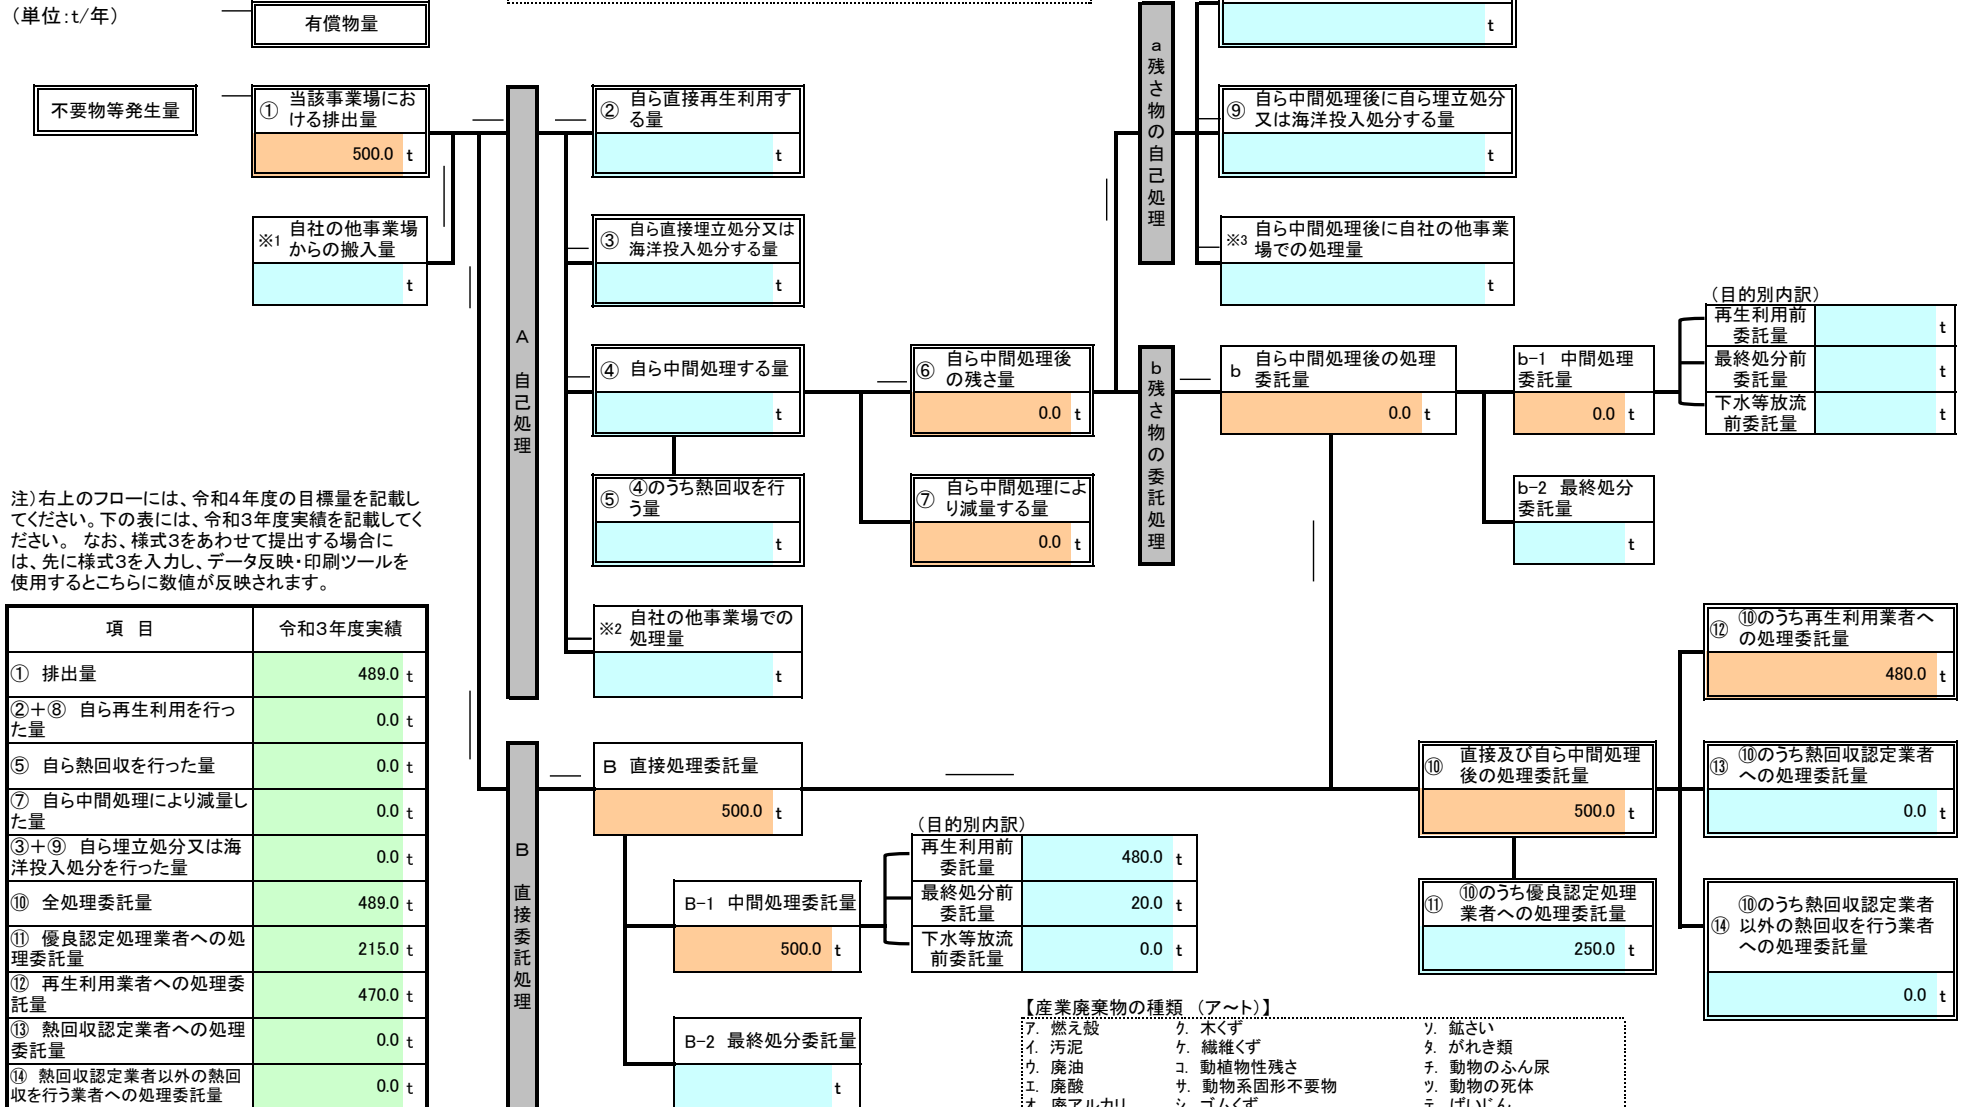 （単位:t/年）
有償物量
t
不要物等発生量
① 当該事業場にお
ける排出量
500.0 t
※1 自社の他事業場
からの搬入量
t
A 自己処理
② 自ら直接再生利用す
る量
t
③ 自ら直接埋立処分又は
海洋投入処分する量
t
④ 自ら中間処理する量
t
⑤ ④のうち熱回収を行
う量
t
※2 自社の他事業場での
処理量
t
⑥ 自ら中間処理後
の残さ量
0.0 t
⑦ 自ら中間処理によ
り減量する量
0.0 t
a残さ物の自己処理
⑨ 自ら中間処理後に自ら埋立処分
又は海洋投入処分する量
t
※3 自ら中間処理後に自社の他事業
場での処理量
t
b残さ物の委託処理
b 自ら中間処理後の処理
委託量
0.0 t
b-1 中間処理
委託量
0.0 t
（目的別内訳）
再生利用前
委託量
t
最終処分前
委託量
t
下水等放流
前委託量
t
b-2 最終処分
委託量
t
注）右上のフローには、令和4年度の目標量を記載し
てください。下の表には、令和3年度実績を記載してく
ださい。 なお、様式3をあわせて提出する場合に
は、先に様式3を入力し、データ反映・印刷ツールを
使用するとこちらに数値が反映されます。
項 目 令和3年度実績
① 排出量 489.0 t
②＋⑧ 自ら再生利用を行っ
た量 0.0 t
⑤ 自ら熱回収を行った量 0.0 t
⑦ 自ら中間処理により減量し
た量 0.0 t
③＋⑨ 自ら埋立処分又は海
洋投入処分を行った量 0.0 t
⑩ 全処理委託量 489.0 t
⑪ 優良認定処理業者への処
理委託量 215.0 t
⑫ 再生利用業者への処理委
託量 470.0 t
⑬ 熱回収認定業者への処理
委託量 0.0 t
⑭ 熱回収認定業者以外の熱回
収を行う業者への処理委託量 0.0 t
B 直接委託処理
B 直接処理委託量
500.0 t
B-1 中間処理委託量
500.0 t
（目的別内訳）
再生利用前
委託量
480.0 t
最終処分前
委託量
20.0 t
下水等放流
前委託量
0.0 t
B-2 最終処分委託量
t
⑩ 直接及び自ら中間処理
後の処理委託量
500.0 t
⑪ ⑩のうち優良認定処理
業者への処理委託量
250.0 t
⑫ ⑩のうち再生利用業者へ
の処理委託量
480.0 t
⑬ ⑩のうち熱回収認定業者
への処理委託量
0.0 t
⑭ ⑩のうち熱回収認定業者
以外の熱回収を行う業者
への処理委託量
0.0 t
【産業廃棄物の種類 （ア～ト）】
ｱ. 燃え殻 ｸ. 木くず ｿ. 鉱さい
ｲ. 汚泥 ｹ. 繊維くず ﾀ. がれき類
ｳ. 廃油 ｺ. 動植物性残さ ﾁ. 動物のふん尿
ｴ. 廃酸 ｻ. 動物系固形不要物 ﾂ. 動物の死体
ｵ. 廃アルカリ ｼ. ゴムくず ﾃ. ばいじん